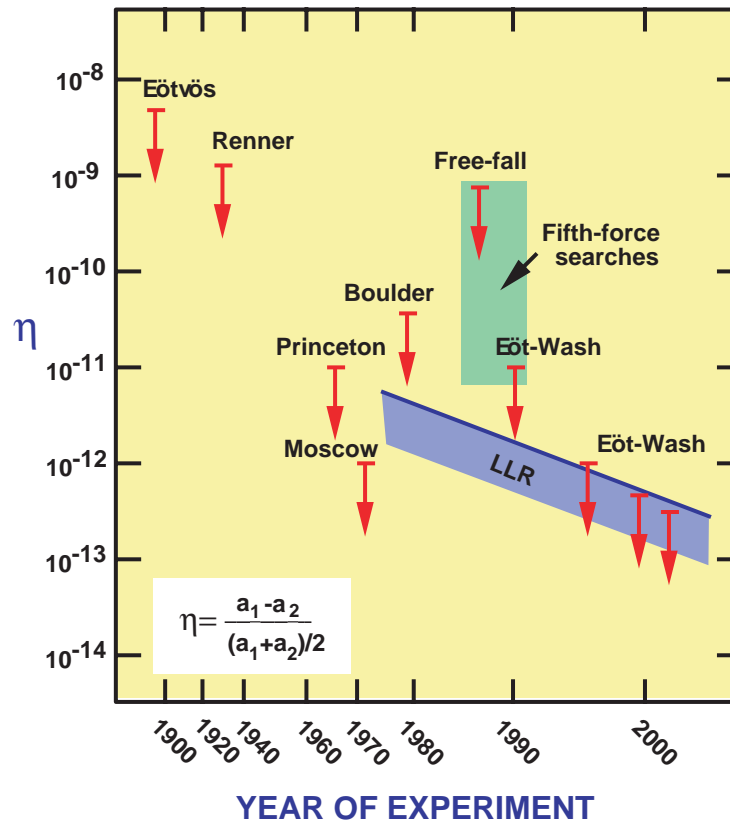 10-8
Eötvös
Renner
10-9
Free-fall
Fifth-force
searches
10-10
Boulder
η
Princeton
Eöt-Wash
10-11
Moscow
LLR
Eöt-Wash
10-12
10-13
η= a1-a2
(a1+a2)/2
10-14
1900
1920
1940
1960
1970
1980
1990
2000
YEAR OF EXPERIMENT